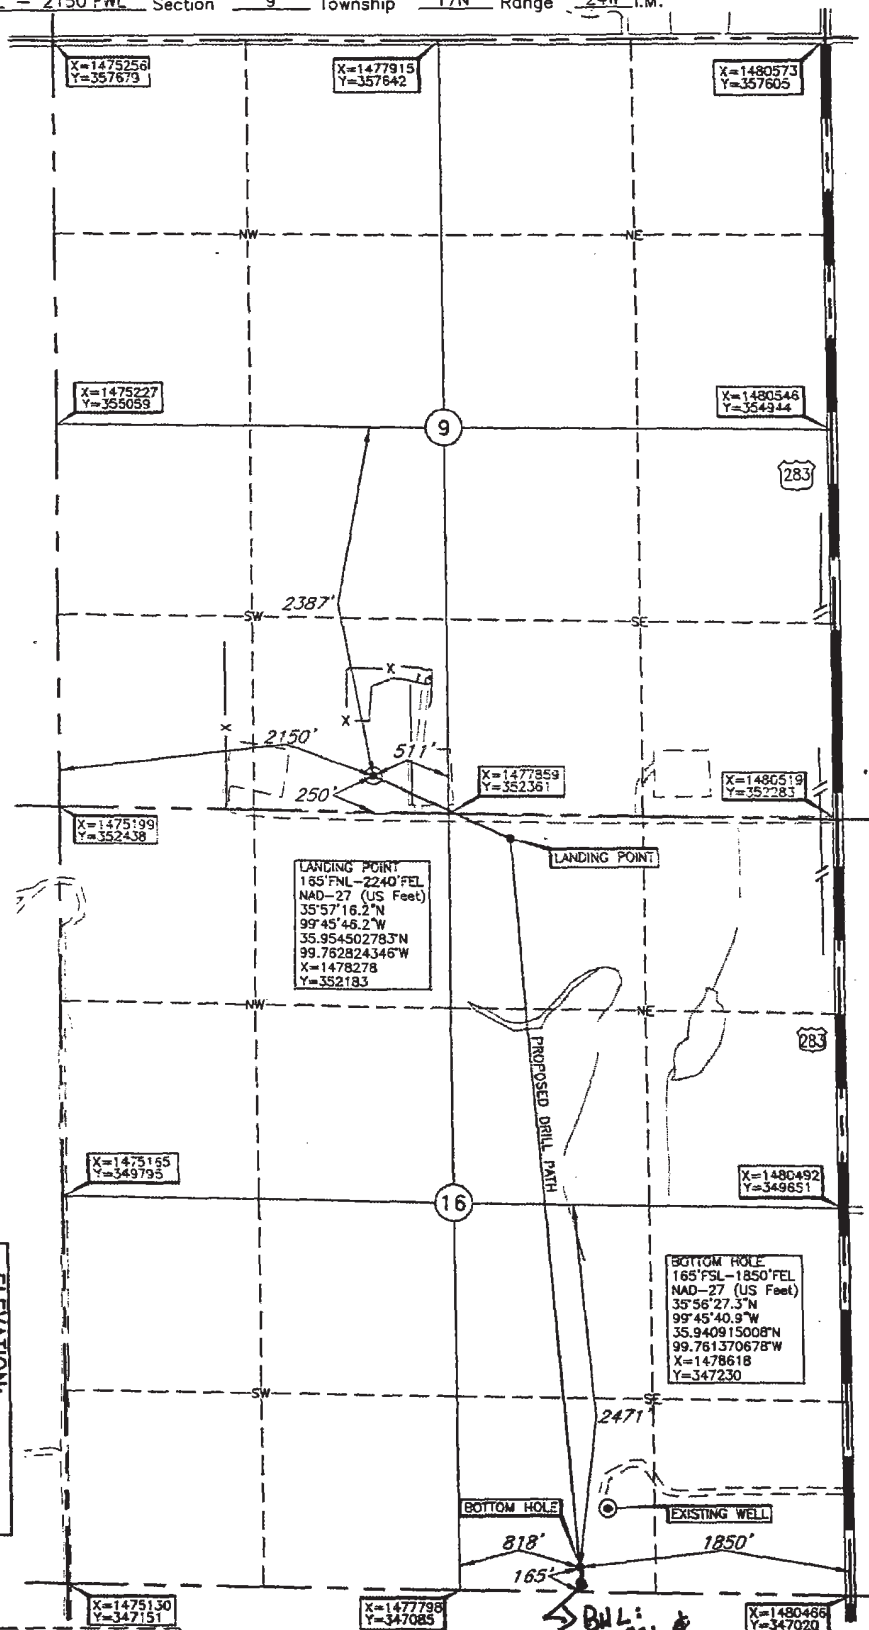 2150'FWL Section 9 Township 17N Range 24W I.M.
X=1475256
Y=357679
X=1477915
Y=357642
X=1480573
Y=357605
NW
NE
X=1475227
Y=355059
X=1480546
Y=354944
9
283
2387'
SW
SE
X
X
X
2150'
511'
250'
X=1477859
Y=352361
X=1480519
Y=352283
X=1475199
Y=352438
LANDING POINT
LANDING POINT
165'FNL-2240'FEL
NAD-27 (US Feet)
35°57'16.2"N
99°45'46.2"W
35.954502783°N
99.762824346°W
X=1478278
Y=352183
NW
NE
283
PROPOSED DRILL PATH
X=1475165
Y=349795
X=1480492
Y=349651
16
BOTTOM HOLE
165'FSL-1850'FEL
NAD-27 (US Feet)
35°56'27.3"N
99°45'40.9"W
35.940915008°N
99.761370678°W
X=1478618
Y=347230
ELEVATION:
SW
SE
2471'
BOTTOM HOLE
EXISTING WELL
818'
1850'
165'
X=1475130
Y=347151
X=1477798
Y=347085
BHL:
X=1480466
Y=347020